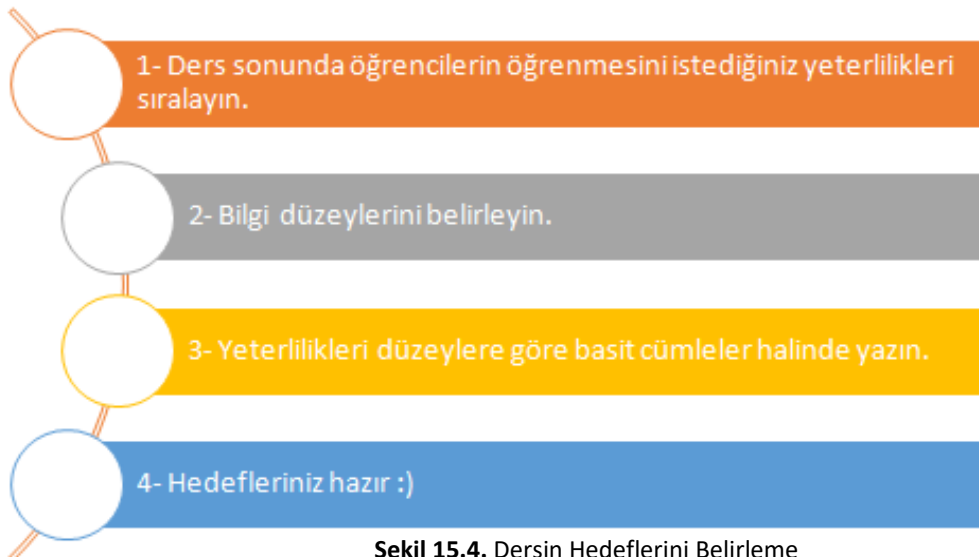 1- Ders sonunda öğrencilerin öğrenmesini istediğiniz yeterlilikleri
sıralayın.
2- Bilgi düzeylerini belirleyin.
3- Yeterlilikleri düzeylere göre basit cümleler halinde yazın.
4- Hedefleriniz hazır :)
Şekil 15.4. Dersin Hedeflerini Belirleme